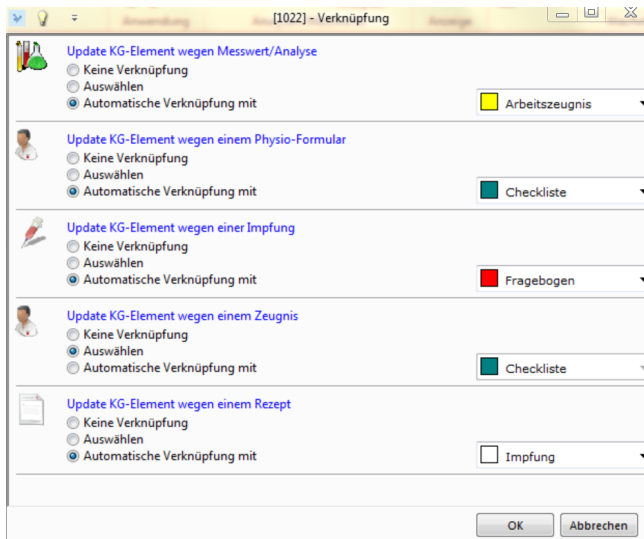 [1022] - Verknüpfung
Update KG-Element wegen Messwert/Analyse
Keine Verknüpfung
Auswählen
Automatische Verknüpfung mit
Arbeitszeugnis
Update KG-Element wegen einem Physio-Formular
Keine Verknüpfung
Auswählen
Automatische Verknüpfung mit
Checkliste
Update KG-Element wegen einer Impfung
Keine Verknüpfung
Auswählen
Automatische Verknüpfung mit
Fragebogen
Update KG-Element wegen einem Zeugnis
Keine Verknüpfung
Auswählen
Automatische Verknüpfung mit
Checkliste
Update KG-Element wegen einem Rezept
Keine Verknüpfung
Auswählen
Automatische Verknüpfung mit
Impfung
OK
Abbrechen